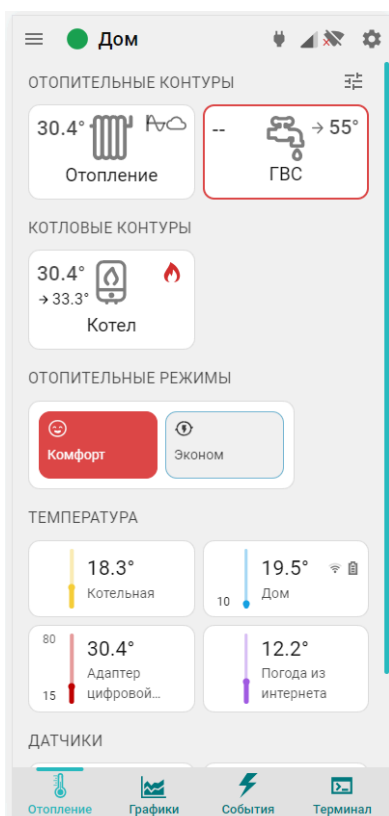 Дом
ОТОПИТЕЛЬНЫЕ КОНТУРЫ
30.4°
Отопление
-- → 55°
ГВС
КОТЛОВЫЕ КОНТУРЫ
30.4°
→ 33.3°
Котел
ОТОПИТЕЛЬНЫЕ РЕЖИМЫ
Комфорт
Эконом
ТЕМПЕРАТУРА
18.3°
Котельная
19.5°
10 Дом
80
30.4°
Адаптер
15 цифровой...
12.2°
Погода из
интернета
ДАТЧИКИ
Отопление Графики События Терминал